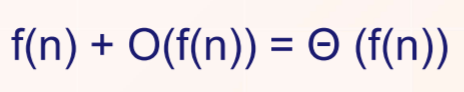 f(n) + O(f(n)) = Θ (f(n))